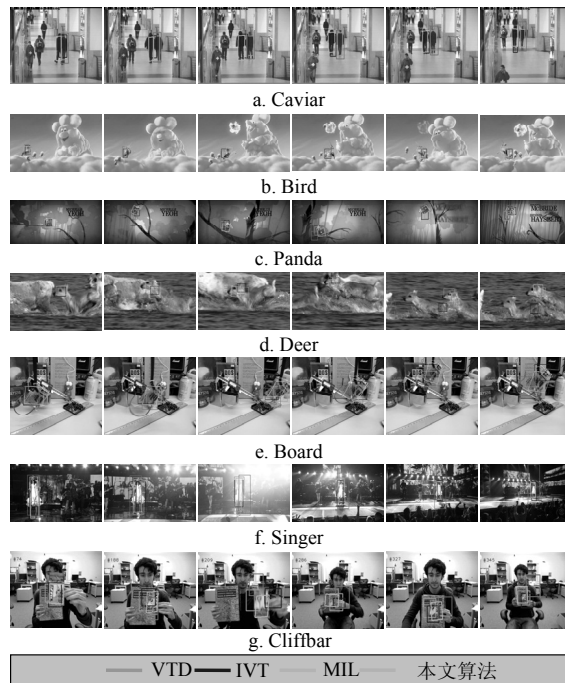 a. Caviar
b. Bird
c. Panda
d. Deer
e. Board
f. Singer
g. Cliffbar
VTD IVT MIL 本文算法